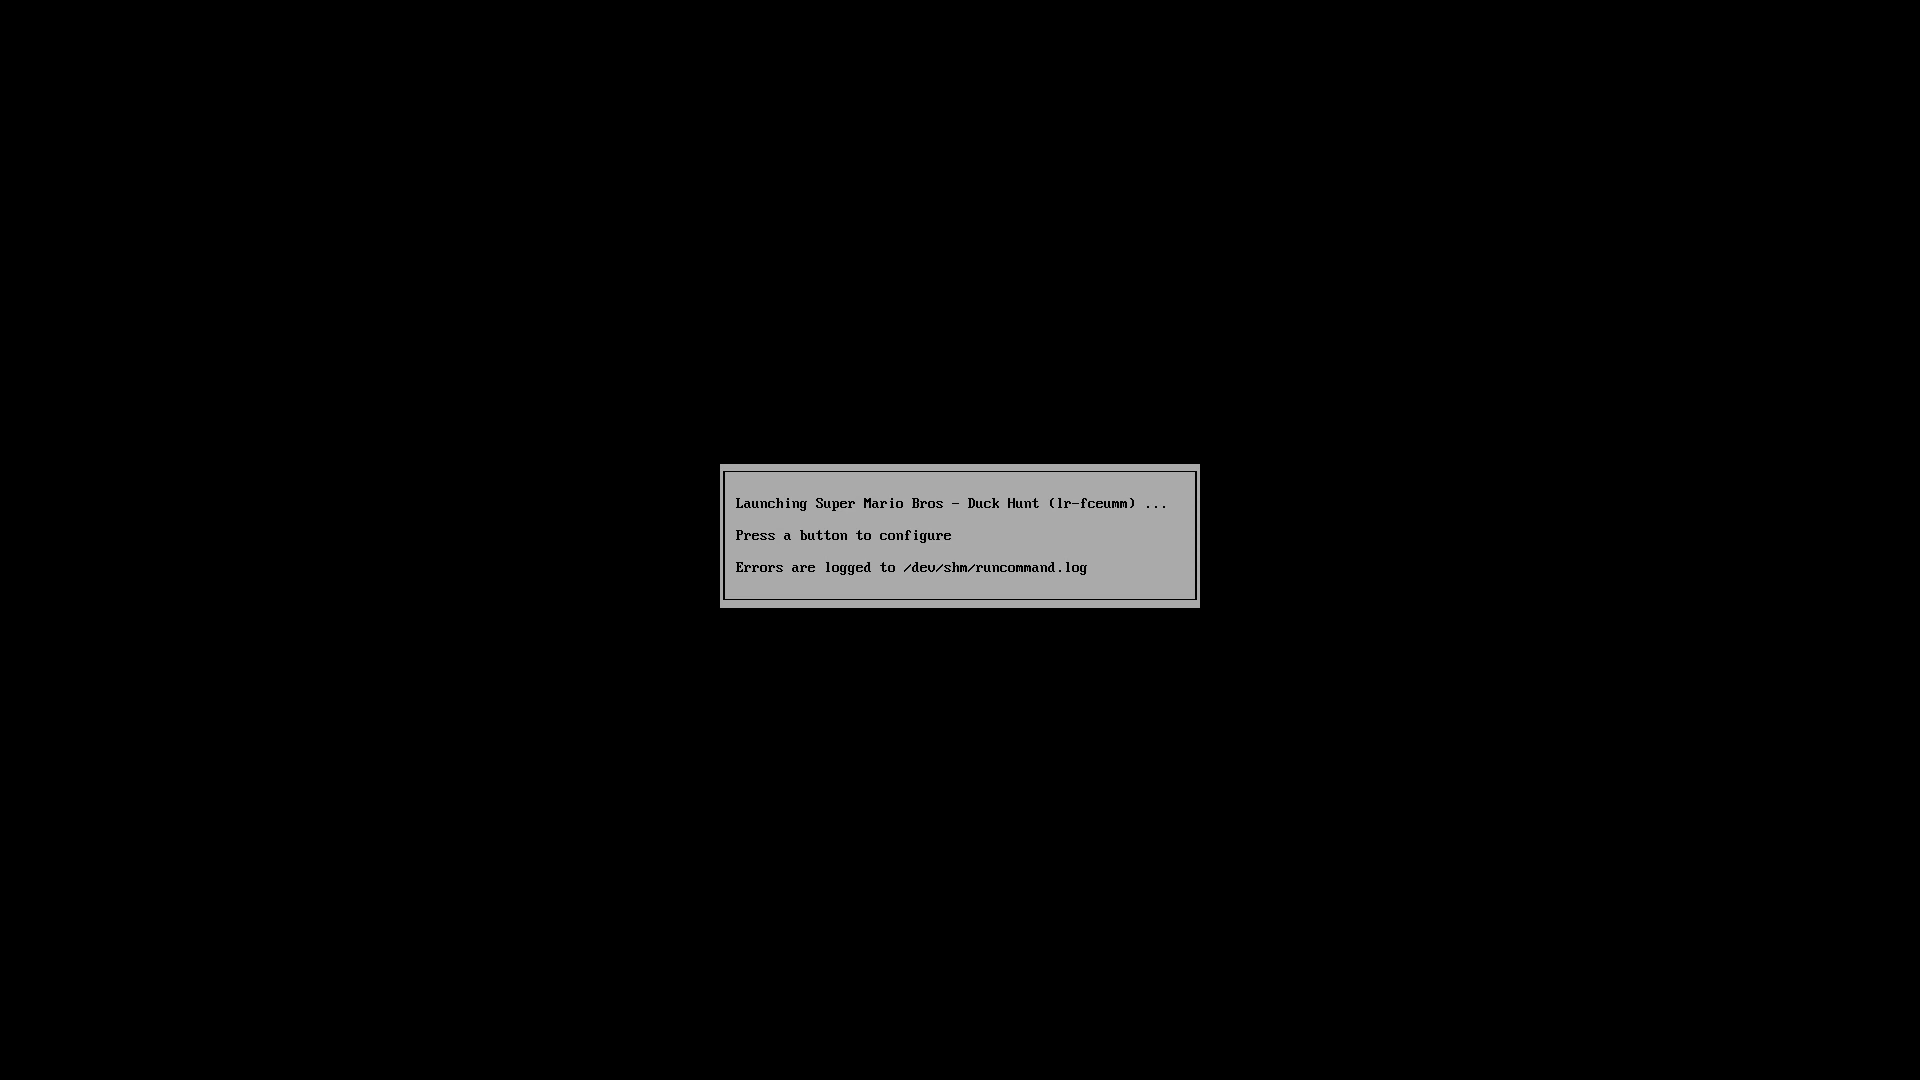 Launching Super Mario Bros - Duck Hunt (lr-fceumm) ...
Press a button to configure
Errors are logged to /dev/shm/runcommand.log